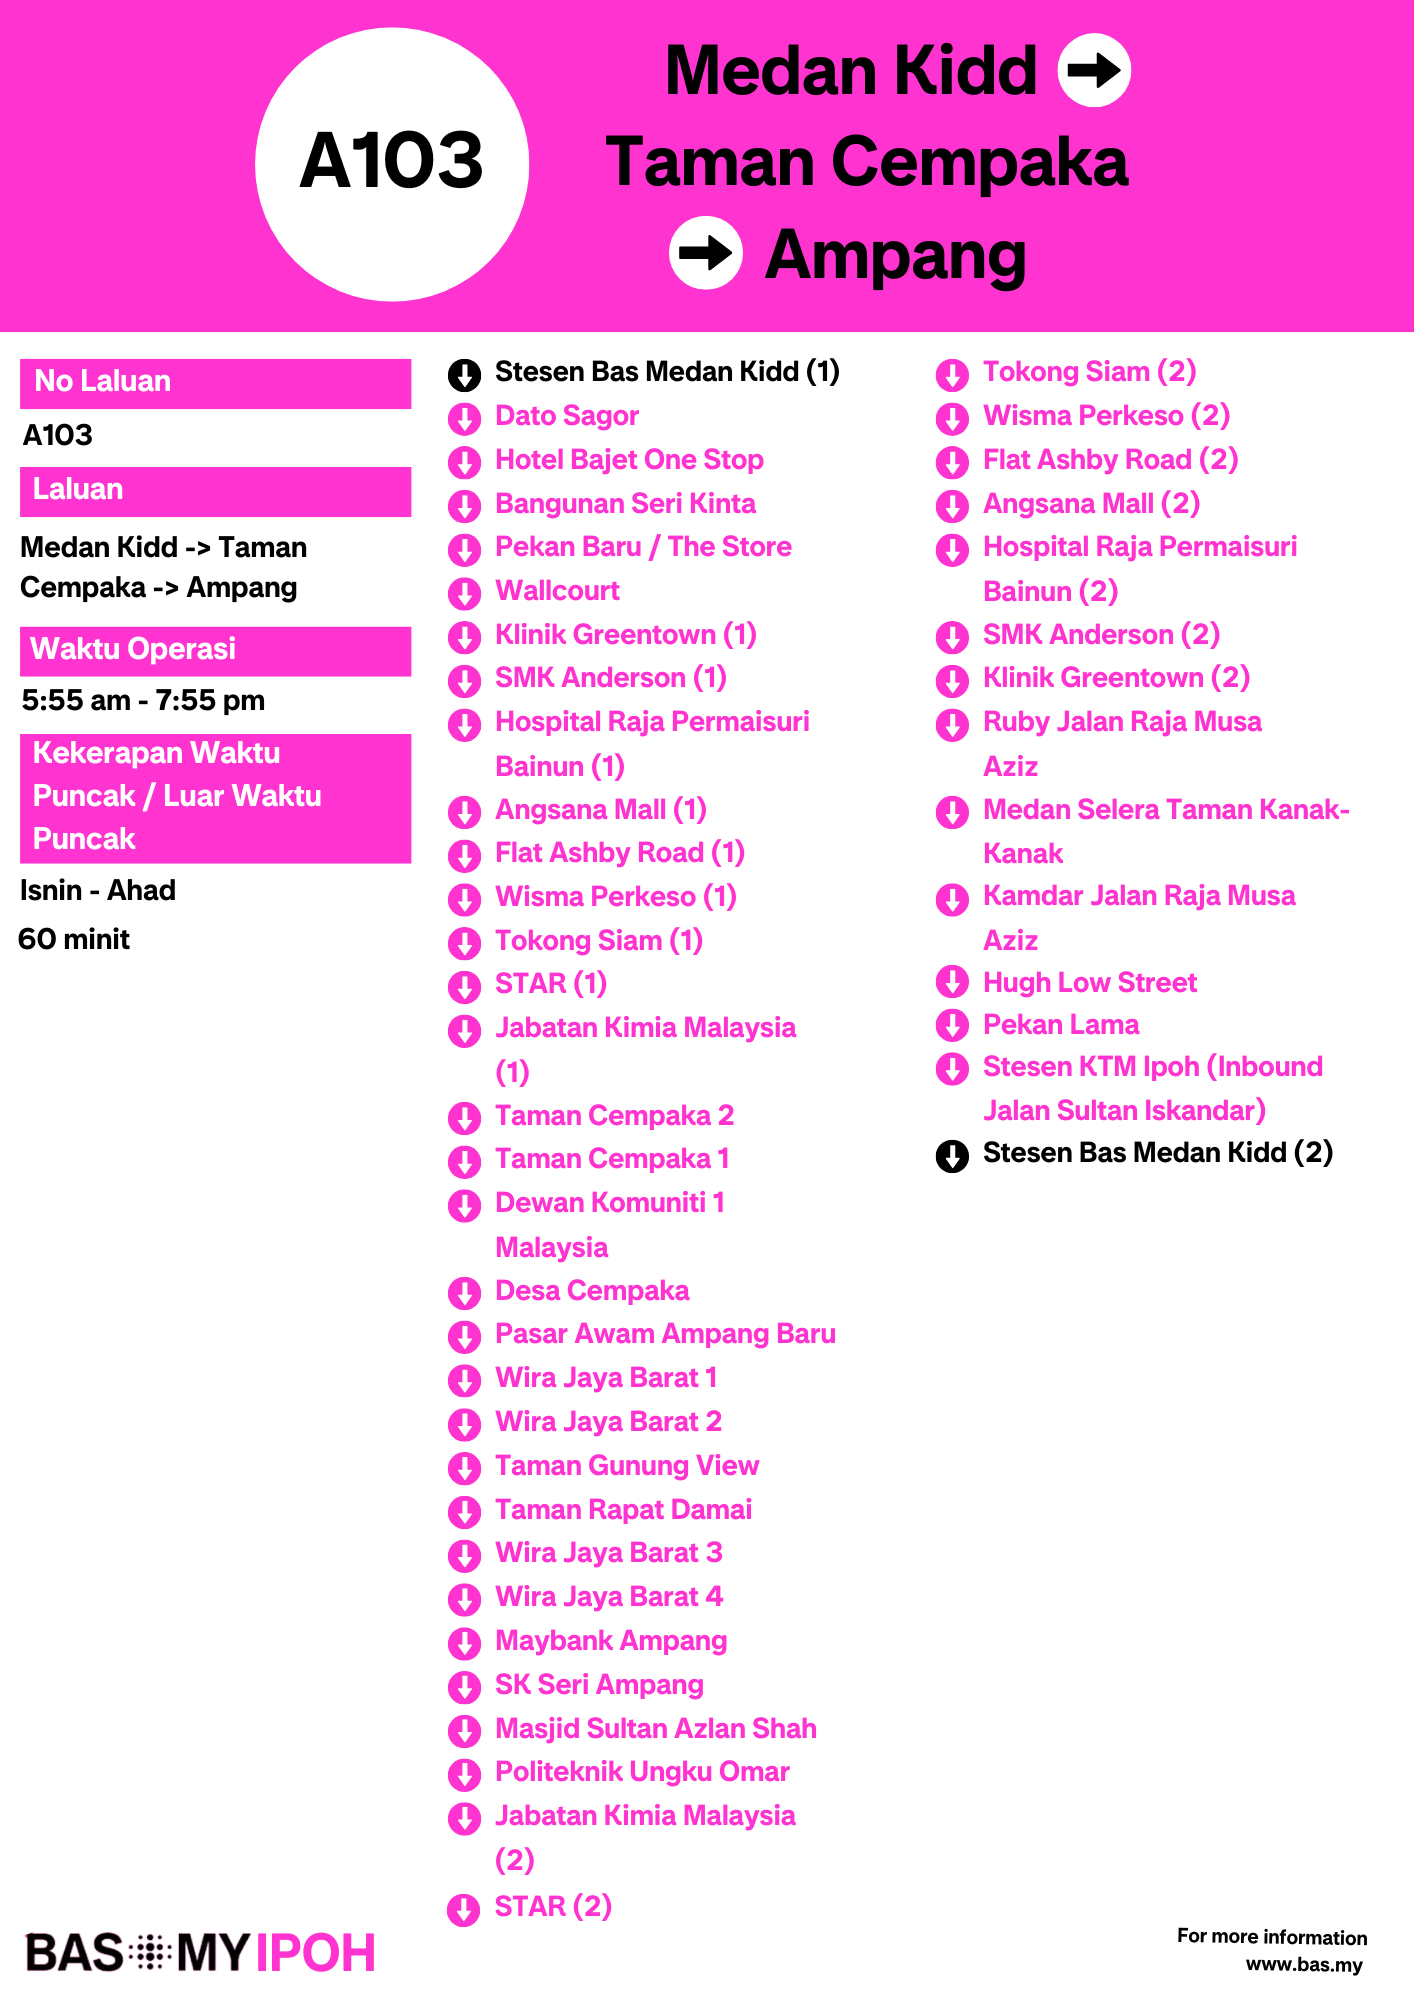 A103
Medan Kidd
Taman Cempaka
Ampang
No Laluan
A103
Laluan
Medan Kidd -> Taman
Cempaka -> Ampang
Waktu Operasi
5:55 am - 7:55 pm
Kekerapan Waktu
Puncak / Luar Waktu
Puncak
Isnin - Ahad
60 minit
Stesen Bas Medan Kidd (1)
Dato Sagor
Hotel Bajet One Stop
Bangunan Seri Kinta
Pekan Baru / The Store
Wallcourt
Klinik Greentown (1)
SMK Anderson (1)
Hospital Raja Permaisuri
Bainun (1)
Angsana Mall (1)
Flat Ashby Road (1)
Wisma Perkeso (1)
Tokong Siam (1)
STAR (1)
Jabatan Kimia Malaysia
(1)
Taman Cempaka 2
Taman Cempaka 1
Dewan Komuniti 1
Malaysia
Desa Cempaka
Pasar Awam Ampang Baru
Wira Jaya Barat 1
Wira Jaya Barat 2
Taman Gunung View
Taman Rapat Damai
Wira Jaya Barat 3
Wira Jaya Barat 4
Maybank Ampang
SK Seri Ampang
Masjid Sultan Azlan Shah
Politeknik Ungku Omar
Jabatan Kimia Malaysia
(2)
STAR (2)
Tokong Siam (2)
Wisma Perkeso (2)
Flat Ashby Road (2)
Angsana Mall (2)
Hospital Raja Permaisuri
Bainun (2)
SMK Anderson (2)
Klinik Greentown (2)
Ruby Jalan Raja Musa
Aziz
Medan Selera Taman Kanak-
Kanak
Kamdar Jalan Raja Musa
Aziz
Hugh Low Street
Pekan Lama
Stesen KTM Ipoh (Inbound
Jalan Sultan Iskandar)
Stesen Bas Medan Kidd (2)
BAS MY IPOH
For more information
www.bas.my